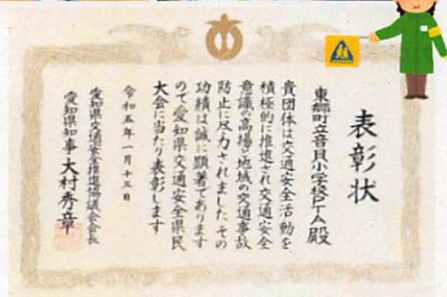 表彰状
東郷町立音貝小学校PTA殿
貴団体は交通安全活動を
積極的に推進され交通安全
意識の高揚と地域の交通事故
防止に尽力されました その
功績は誠に顕著であります
のて愛知県交通安全県民
大会に当たり表彰します
令和五年一月十三日
愛知県交通安全推進協議会会長
愛知県知事 大村秀章